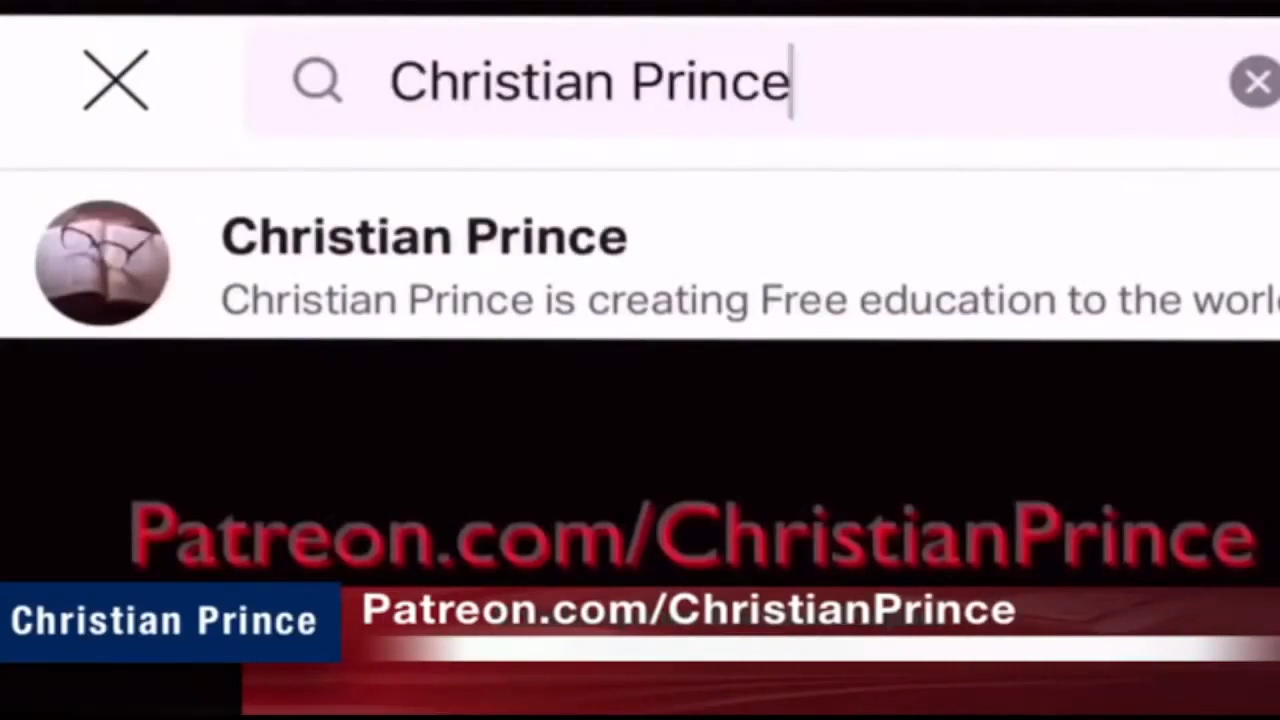 Christian Prince
Christian Prince
Christian Prince is creating Free education to the worl
Patreon.com/ChristianPrince
Christian Prince
Patreon.com/ChristianPrince